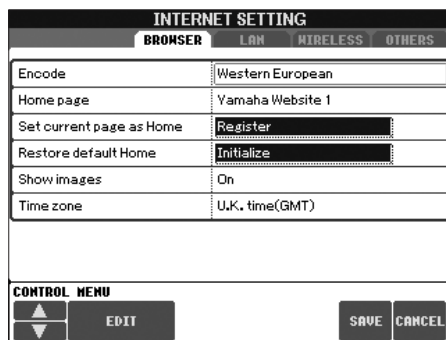 INTERNET SETTING
BROWSER LAN WIRELESS OTHERS
Encode Western European
Home page Yamaha Website 1
Set current page as Home Register
Restore default Home Initialize
Show images On
Time zone U.K. time(GMT)
CONTROL MENU
EDIT SAVE CANCEL